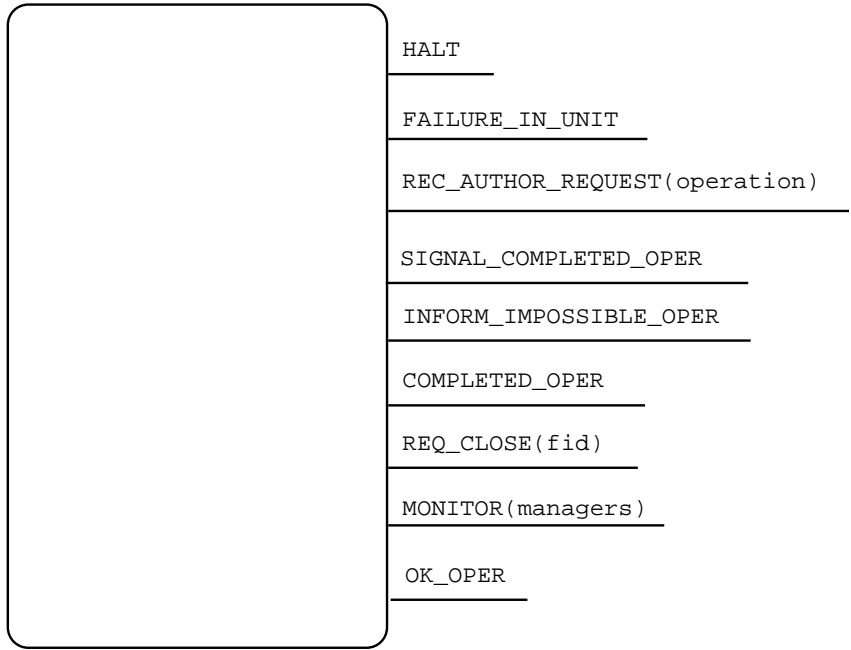 HALT
FAILURE_IN_UNIT
REC_AUTHOR_REQUEST(operation)
SIGNAL_COMPLETED_OPER
INFORM_IMPOSSIBLE_OPER
COMPLETED_OPER
REQ_CLOSE(fid)
MONITOR(managers)
OK_OPER